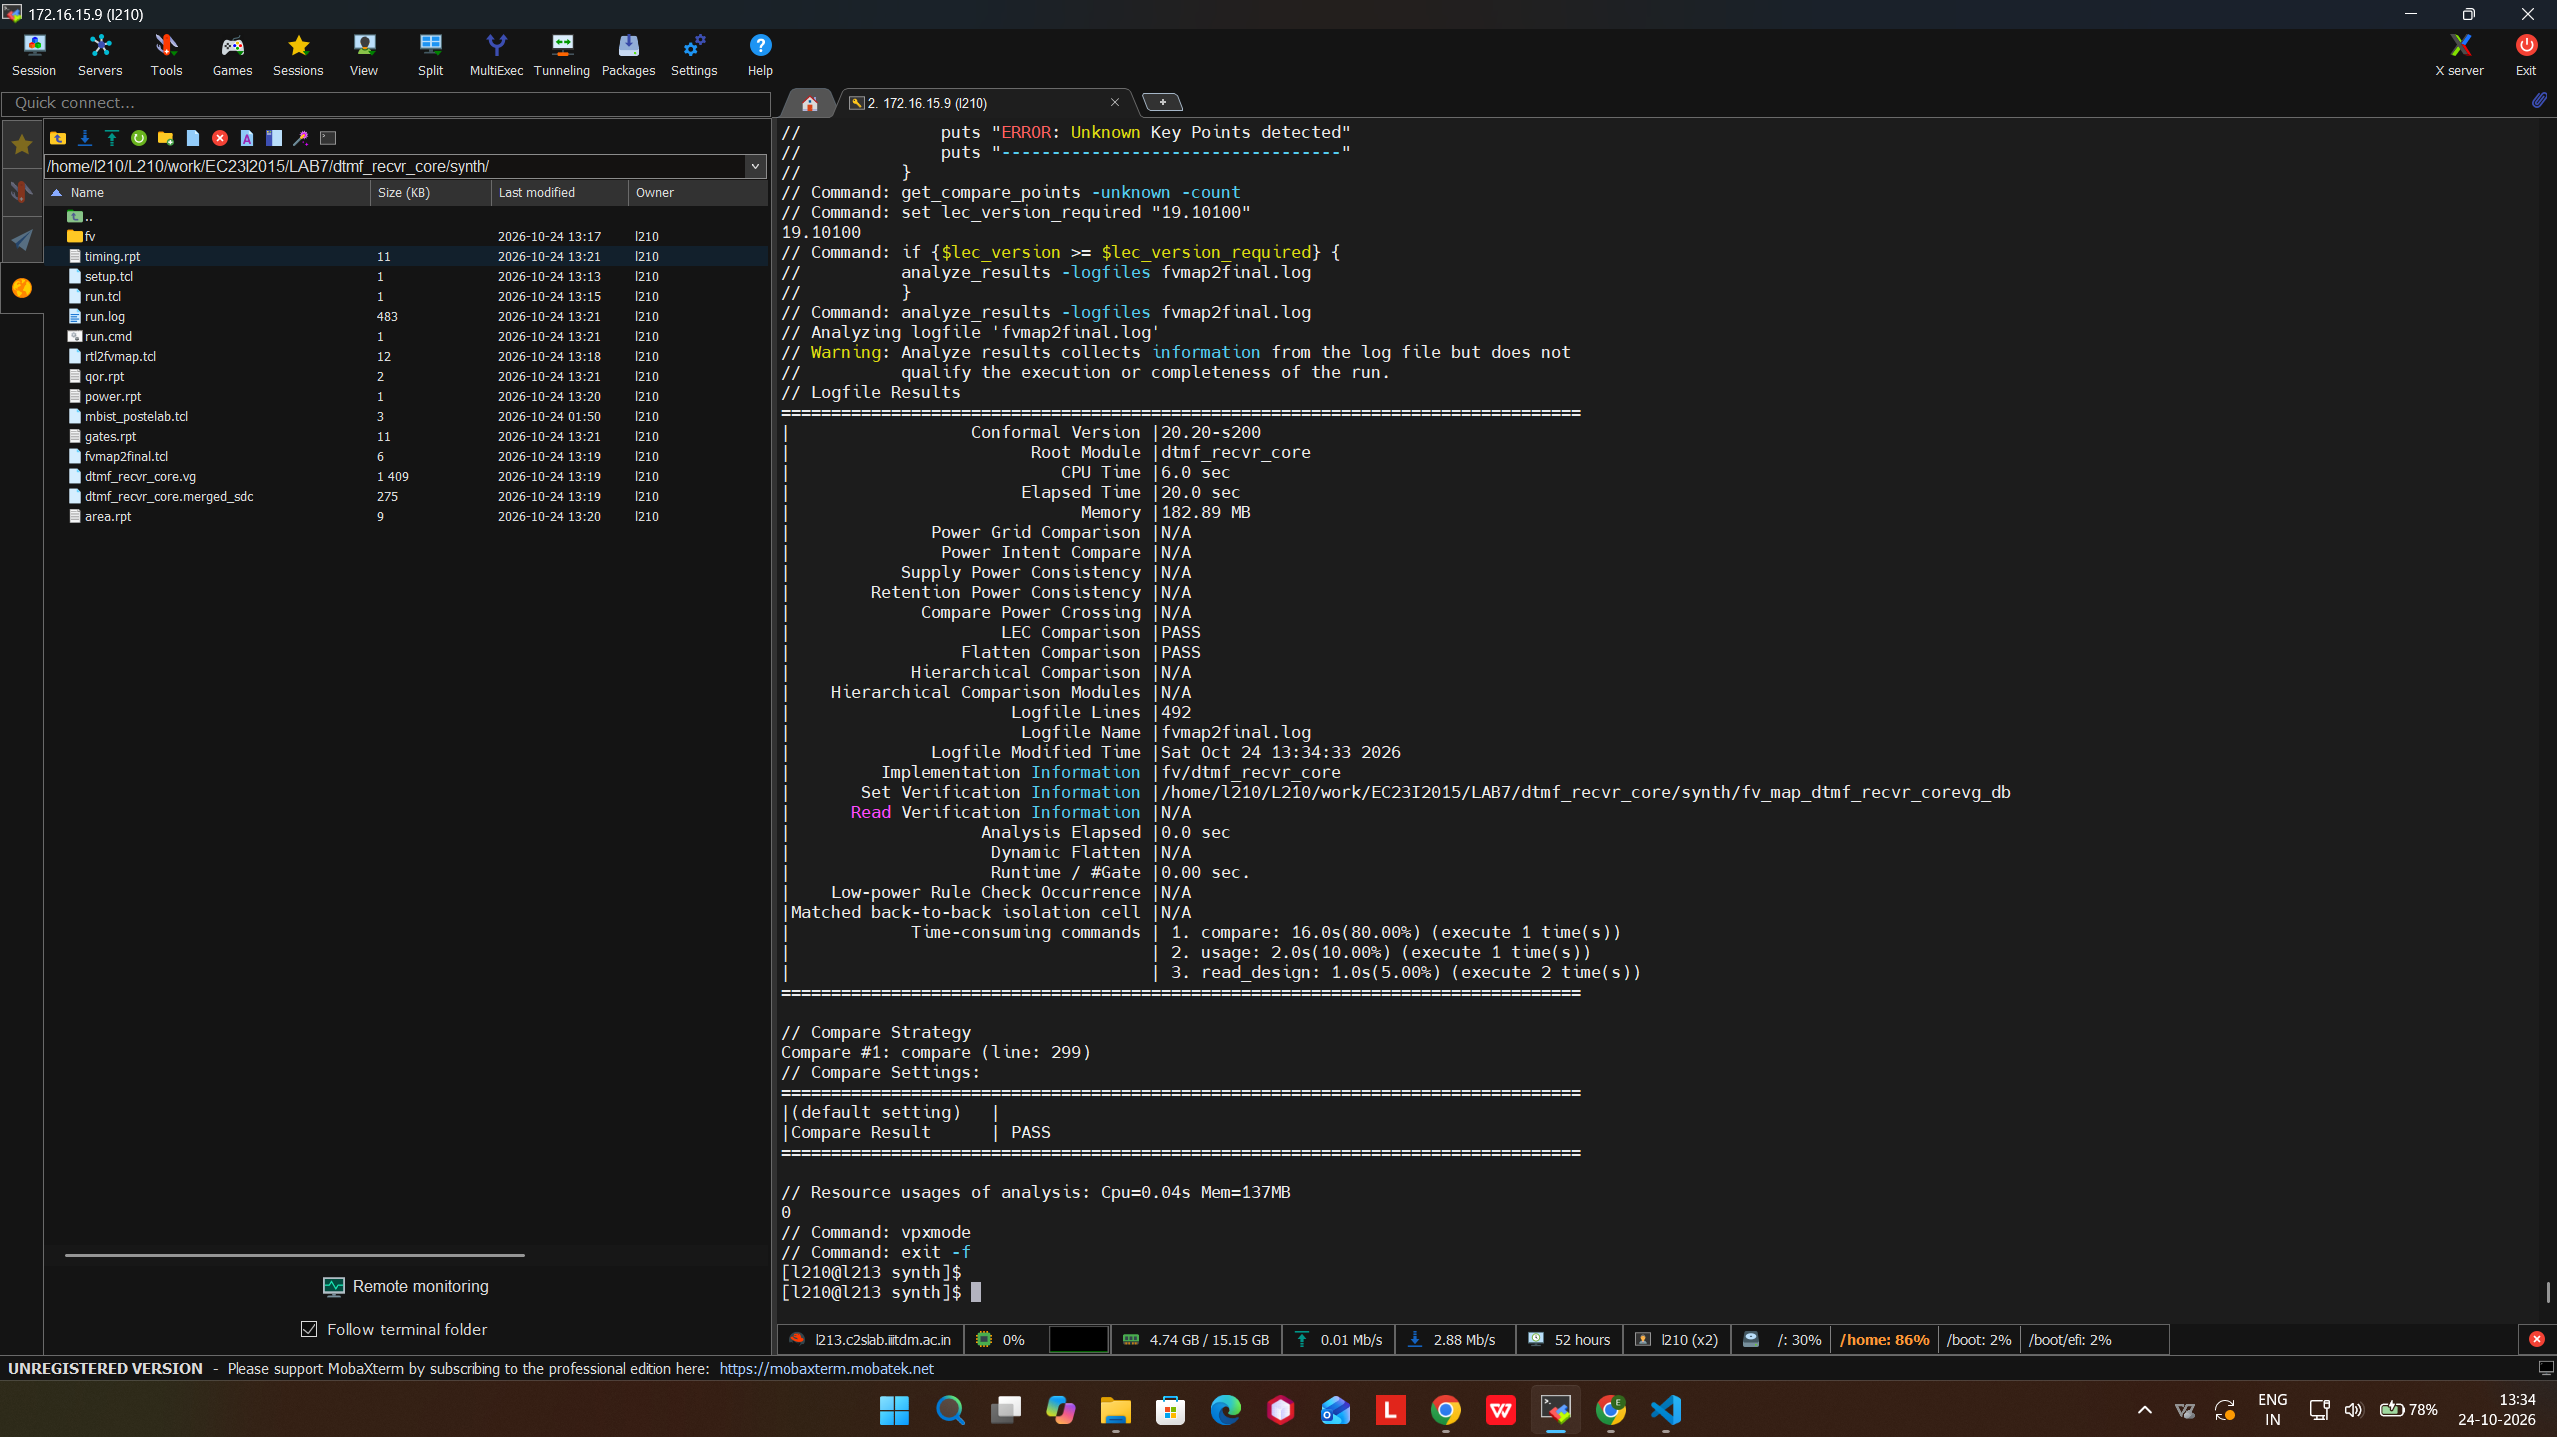 172.16.15.9 (l210)
Session Servers Tools Games Sessions View Split MultiExec Tunneling Packages Settings Help X server Exit
Quick connect...
2. 172.16.15.9 (l210)
/home/l210/L210/work/EC23I2015/LAB7/dtmf_recvr_core/synth/
Name Size (KB) Last modified Owner
..
fv 2026-10-24 13:17 l210
timing.rpt 11 2026-10-24 13:21 l210
setup.tcl 1 2026-10-24 13:13 l210
run.tcl 1 2026-10-24 13:15 l210
run.log 483 2026-10-24 13:21 l210
run.cmd 1 2026-10-24 13:21 l210
rtl2fvmap.tcl 12 2026-10-24 13:18 l210
qor.rpt 2 2026-10-24 13:21 l210
power.rpt 1 2026-10-24 13:20 l210
mbist_postelab.tcl 3 2026-10-24 01:50 l210
gates.rpt 11 2026-10-24 13:21 l210
fvmap2final.tcl 6 2026-10-24 13:19 l210
dtmf_recvr_core.vg 1 409 2026-10-24 13:19 l210
dtmf_recvr_core.merged_sdc 275 2026-10-24 13:19 l210
area.rpt 9 2026-10-24 13:20 l210
Remote monitoring
Follow terminal folder
// puts "ERROR: Unknown Key Points detected"
// puts "----------------------------------"
// }
// Command: get_compare_points -unknown -count
// Command: set lec_version_required "19.10100"
19.10100
// Command: if {$lec_version >= $lec_version_required} {
// analyze_results -logfiles fvmap2final.log
// }
// Command: analyze_results -logfiles fvmap2final.log
// Analyzing logfile 'fvmap2final.log'
// Warning: Analyze results collects information from the log file but does not
// qualify the execution or completeness of the run.
// Logfile Results
================================================================================
| Conformal Version |20.20-s200
| Root Module |dtmf_recvr_core
| CPU Time |6.0 sec
| Elapsed Time |20.0 sec
| Memory |182.89 MB
| Power Grid Comparison |N/A
| Power Intent Compare |N/A
| Supply Power Consistency |N/A
| Retention Power Consistency |N/A
| Compare Power Crossing |N/A
| LEC Comparison |PASS
| Flatten Comparison |PASS
| Hierarchical Comparison |N/A
| Hierarchical Comparison Modules |N/A
| Logfile Lines |492
| Logfile Name |fvmap2final.log
| Logfile Modified Time |Sat Oct 24 13:34:33 2026
| Implementation Information |fv/dtmf_recvr_core
| Set Verification Information |/home/l210/L210/work/EC23I2015/LAB7/dtmf_recvr_core/synth/fv_map_dtmf_recvr_corevg_db
| Read Verification Information |N/A
| Analysis Elapsed |0.0 sec
| Dynamic Flatten |N/A
| Runtime / #Gate |0.00 sec.
| Low-power Rule Check Occurrence |N/A
|Matched back-to-back isolation cell |N/A
| Time-consuming commands | 1. compare: 16.0s(80.00%) (execute 1 time(s))
| | 2. usage: 2.0s(10.00%) (execute 1 time(s))
| | 3. read_design: 1.0s(5.00%) (execute 2 time(s))
================================================================================
// Compare Strategy
Compare #1: compare (line: 299)
// Compare Settings:
================================================================================
|(default setting) |
|Compare Result | PASS
================================================================================
// Resource usages of analysis: Cpu=0.04s Mem=137MB
0
// Command: vpxmode
// Command: exit -f
[l210@l213 synth]$
[l210@l213 synth]$
l213.c2slab.iiitdm.ac.in 0% 4.74 GB / 15.15 GB 0.01 Mb/s 2.88 Mb/s 52 hours l210 (x2) /: 30% /home: 86% /boot: 2% /boot/efi: 2%
UNREGISTERED VERSION - Please support MobaXterm by subscribing to the professional edition here: https://mobaxterm.mobatek.net
ENG
IN
78%
13:34
24-10-2026